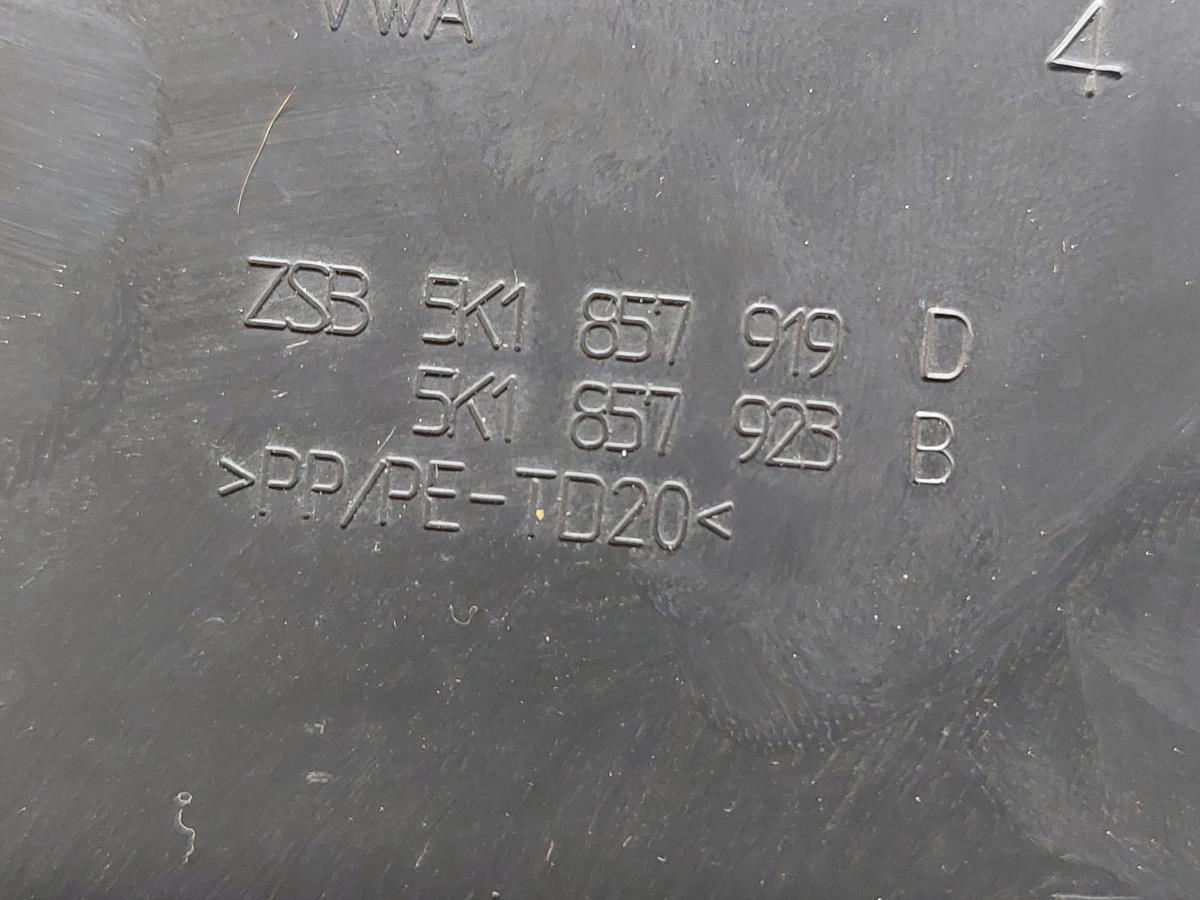 VWA
4
ZSB 5K1 857 919 D
5K1 857 923 B
>PP/PE-TD20<